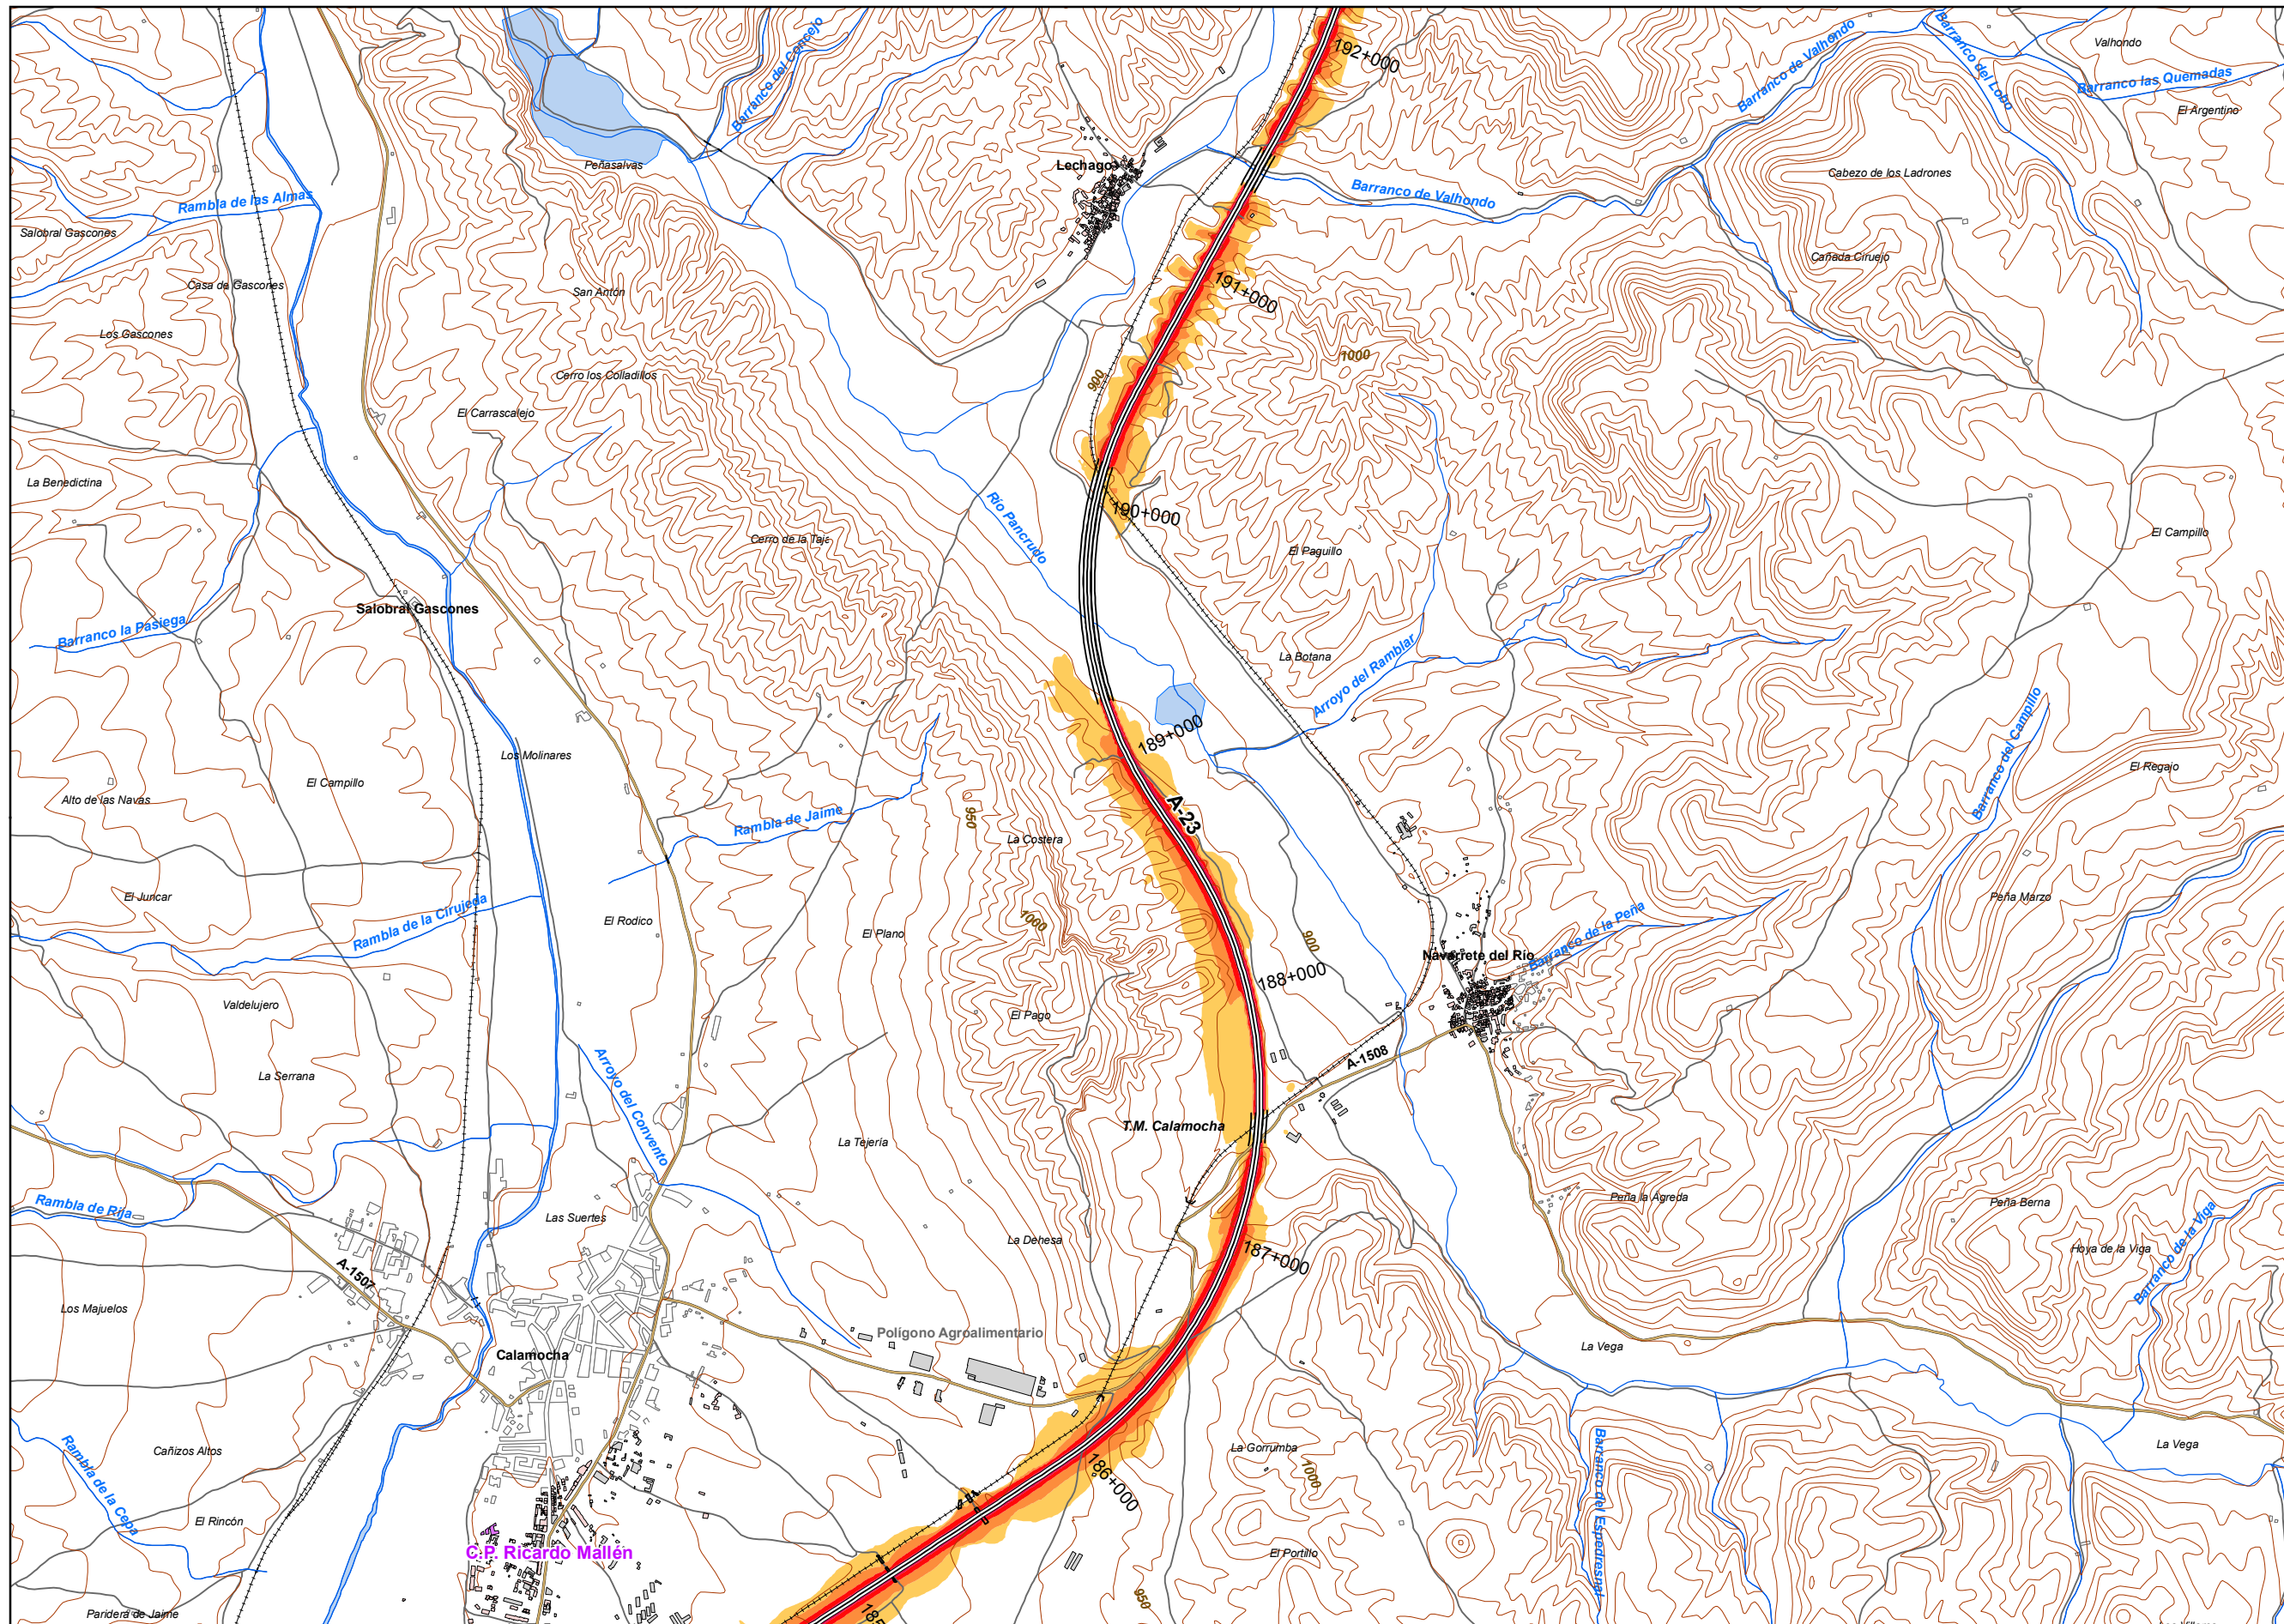 192+000
Valhondo
Barranco del Concejo
Barranco de Valhondo
Barranco del Lobo
Barranco las Quemadas
El Argentino
Peñasalvas
Lechago
Cabezo de los Ladrones
Barranco de Valhondo
Rambla de las Almas
Salobral Gascones
Cañada Ciruejo
Casa de Gascones
San Antón
191+000
Los Gascones
1000
Cerro los Colladillos
900
El Carrascalejo
La Benedictina
Río Pancrudo
190+000
El Campillo
Cerro de la Taja
El Paguillo
Salobral Gascones
Barranco la Pasiega
La Botana
Arroyo del Ramblar
189+000
Barranco del Campillo
Los Molinares
El Campillo
El Regajo
Alto de las Navas
A-23
950
Rambla de Jaime
La Costera
El Juncar
Peña Marzo
Rambla de la Cirujeda
El Rodico
1000
El Plano
900
Barranco de la Peña
Navarrete del Río
188+000
Valdelujero
El Pago
A-1508
La Serrana
Arroyo del Convento
T.M. Calamocha
La Tejería
Rambla de Rija
Las Suertes
Peña la Agreda
Peña Berna
La Dehesa
187+000
Hoya de la Viga
Barranco de la Viga
A-1507
Los Majuelos
Polígono Agroalimentario
La Vega
Calamocha
Cañizos Altos
La Gorrumba
La Vega
Rambla de la Cepa
1000
186+000
Barranco del Espedresnal
El Rincón
C.P. Ricardo Mallén
El Portillo
950
Paridera de Jaime